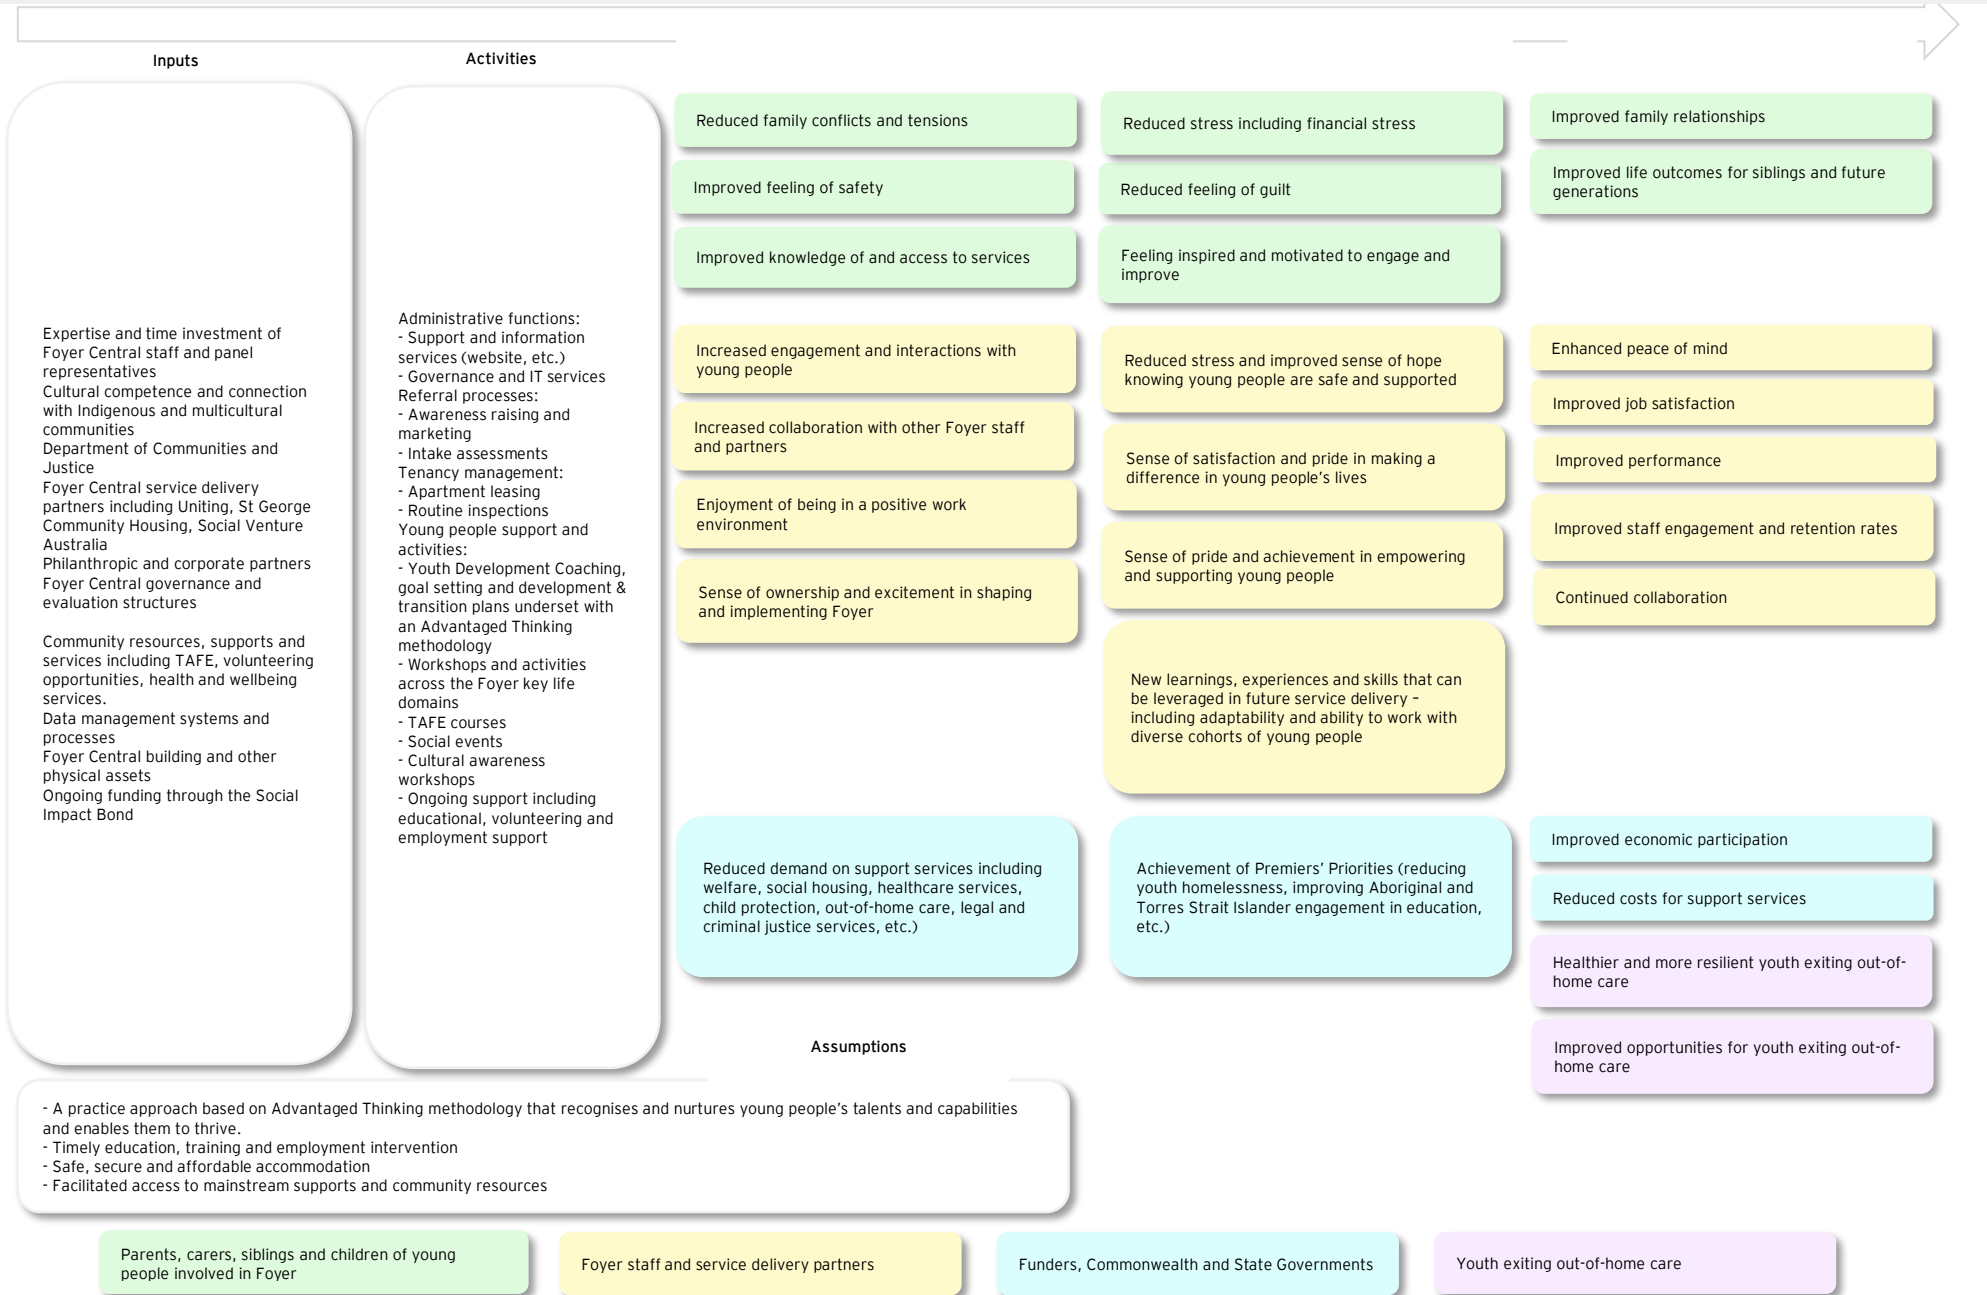 Inputs
Activities
Expertise and time investment of
Foyer Central staff and panel
representatives
Cultural competence and connection
with Indigenous and multicultural
communities
Department of Communities and
Justice
Foyer Central service delivery
partners including Uniting, St George
Community Housing, Social Venture
Australia
Philanthropic and corporate partners
Foyer Central governance and
evaluation structures
Community resources, supports and
services including TAFE, volunteering
opportunities, health and wellbeing
services.
Data management systems and
processes
Foyer Central building and other
physical assets
Ongoing funding through the Social
Impact Bond
Administrative functions:
- Support and information
services (website, etc.)
- Governance and IT services
Referral processes:
- Awareness raising and
marketing
- Intake assessments
Tenancy management:
- Apartment leasing
- Routine inspections
Young people support and
activities:
- Youth Development Coaching,
goal setting and development &
transition plans underset with
an Advantaged Thinking
methodology
- Workshops and activities
across the Foyer key life
domains
- TAFE courses
- Social events
- Cultural awareness
workshops
- Ongoing support including
educational, volunteering and
employment support
Reduced family conflicts and tensions
Improved feeling of safety
Improved knowledge of and access to services
Reduced stress including financial stress
Reduced feeling of guilt
Feeling inspired and motivated to engage and
improve
Improved family relationships
Improved life outcomes for siblings and future
generations
Increased engagement and interactions with
young people
Increased collaboration with other Foyer staff
and partners
Enjoyment of being in a positive work
environment
Sense of ownership and excitement in shaping
and implementing Foyer
Reduced stress and improved sense of hope
knowing young people are safe and supported
Sense of satisfaction and pride in making a
difference in young people's lives
Sense of pride and achievement in empowering
and supporting young people
New learnings, experiences and skills that can
be leveraged in future service delivery –
including adaptability and ability to work with
diverse cohorts of young people
Enhanced peace of mind
Improved job satisfaction
Improved performance
Improved staff engagement and retention rates
Continued collaboration
Reduced demand on support services including
welfare, social housing, healthcare services,
child protection, out-of-home care, legal and
criminal justice services, etc.)
Achievement of Premiers' Priorities (reducing
youth homelessness, improving Aboriginal and
Torres Strait Islander engagement in education,
etc.)
Improved economic participation
Reduced costs for support services
Healthier and more resilient youth exiting out-of-
home care
Improved opportunities for youth exiting out-of-
home care
Assumptions
- A practice approach based on Advantaged Thinking methodology that recognises and nurtures young people's talents and capabilities
and enables them to thrive.
- Timely education, training and employment intervention
- Safe, secure and affordable accommodation
- Facilitated access to mainstream supports and community resources
Parents, carers, siblings and children of young
people involved in Foyer
Foyer staff and service delivery partners
Funders, Commonwealth and State Governments
Youth exiting out-of-home care